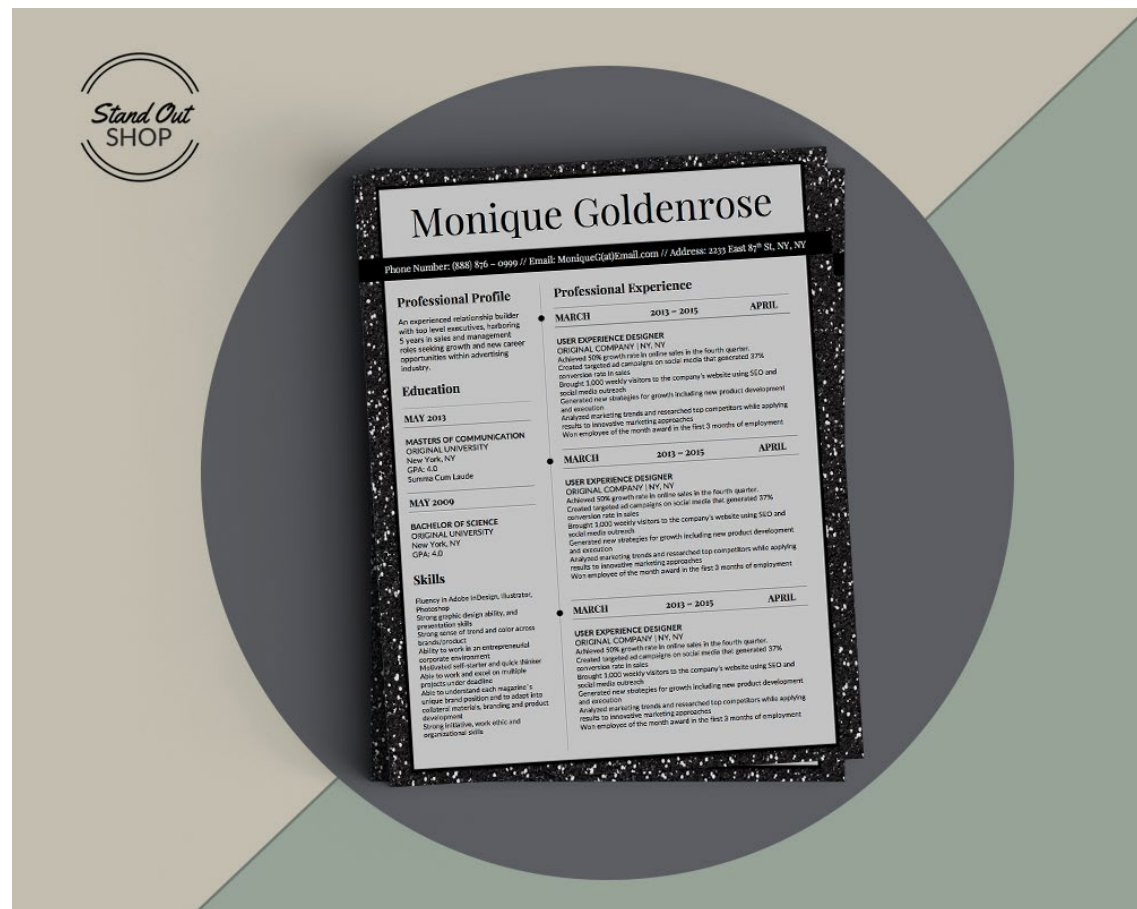 Stand Out
SHOP
Monique Goldenrose
Phone Number: (888) 876 – 0999 // Email: MoniqueG(at)Email.com // Address: 2233 East 87th St, NY, NY
Professional Profile
An experienced relationship builder
with top level executives, harboring
5 years in sales and management
roles seeking growth and new career
opportunities within advertising
industry.
Education
MAY 2013
MASTERS OF COMMUNICATION
ORIGINAL UNIVERSITY
New York, NY
GPA: 4.0
Summa Cum Laude
MAY 2009
BACHELOR OF SCIENCE
ORIGINAL UNIVERSITY
New York, NY
GPA: 4.0
Skills
Fluency in Adobe InDesign, Illustrator,
Photoshop
Strong graphic design ability, and
presentation skills
Strong sense of trend and color across
brands/product
Ability to work in an entrepreneurial
corporate environment
Motivated self-starter and quick thinker
Able to work and excel on multiple
projects under deadline
Able to understand each magazine`s
unique brand position and to adapt into
collateral materials, branding and product
development
Strong initiative, work ethic and
organizational skills
Professional Experience
MARCH 2013 – 2015 APRIL
USER EXPERIENCE DESIGNER
ORIGINAL COMPANY | NY, NY
Achieved 50% growth rate in online sales in the fourth quarter.
Created targeted ad campaigns on social media that generated 37%
conversion rate in sales
Brought 1,000 weekly visitors to the company's website using SEO and
social media outreach
Generated new strategies for growth including new product development
and execution
Analyzed marketing trends and researched top competitors while applying
results to innovative marketing approaches
Won employee of the month award in the first 3 months of employment
MARCH 2013 – 2015 APRIL
USER EXPERIENCE DESIGNER
ORIGINAL COMPANY | NY, NY
Achieved 50% growth rate in online sales in the fourth quarter.
Created targeted ad campaigns on social media that generated 37%
conversion rate in sales
Brought 1,000 weekly visitors to the company's website using SEO and
social media outreach
Generated new strategies for growth including new product development
and execution
Analyzed marketing trends and researched top competitors while applying
results to innovative marketing approaches
Won employee of the month award in the first 3 months of employment
MARCH 2013 – 2015 APRIL
USER EXPERIENCE DESIGNER
ORIGINAL COMPANY | NY, NY
Achieved 50% growth rate in online sales in the fourth quarter.
Created targeted ad campaigns on social media that generated 37%
conversion rate in sales
Brought 1,000 weekly visitors to the company's website using SEO and
social media outreach
Generated new strategies for growth including new product development
and execution
Analyzed marketing trends and researched top competitors while applying
results to innovative marketing approaches
Won employee of the month award in the first 3 months of employment